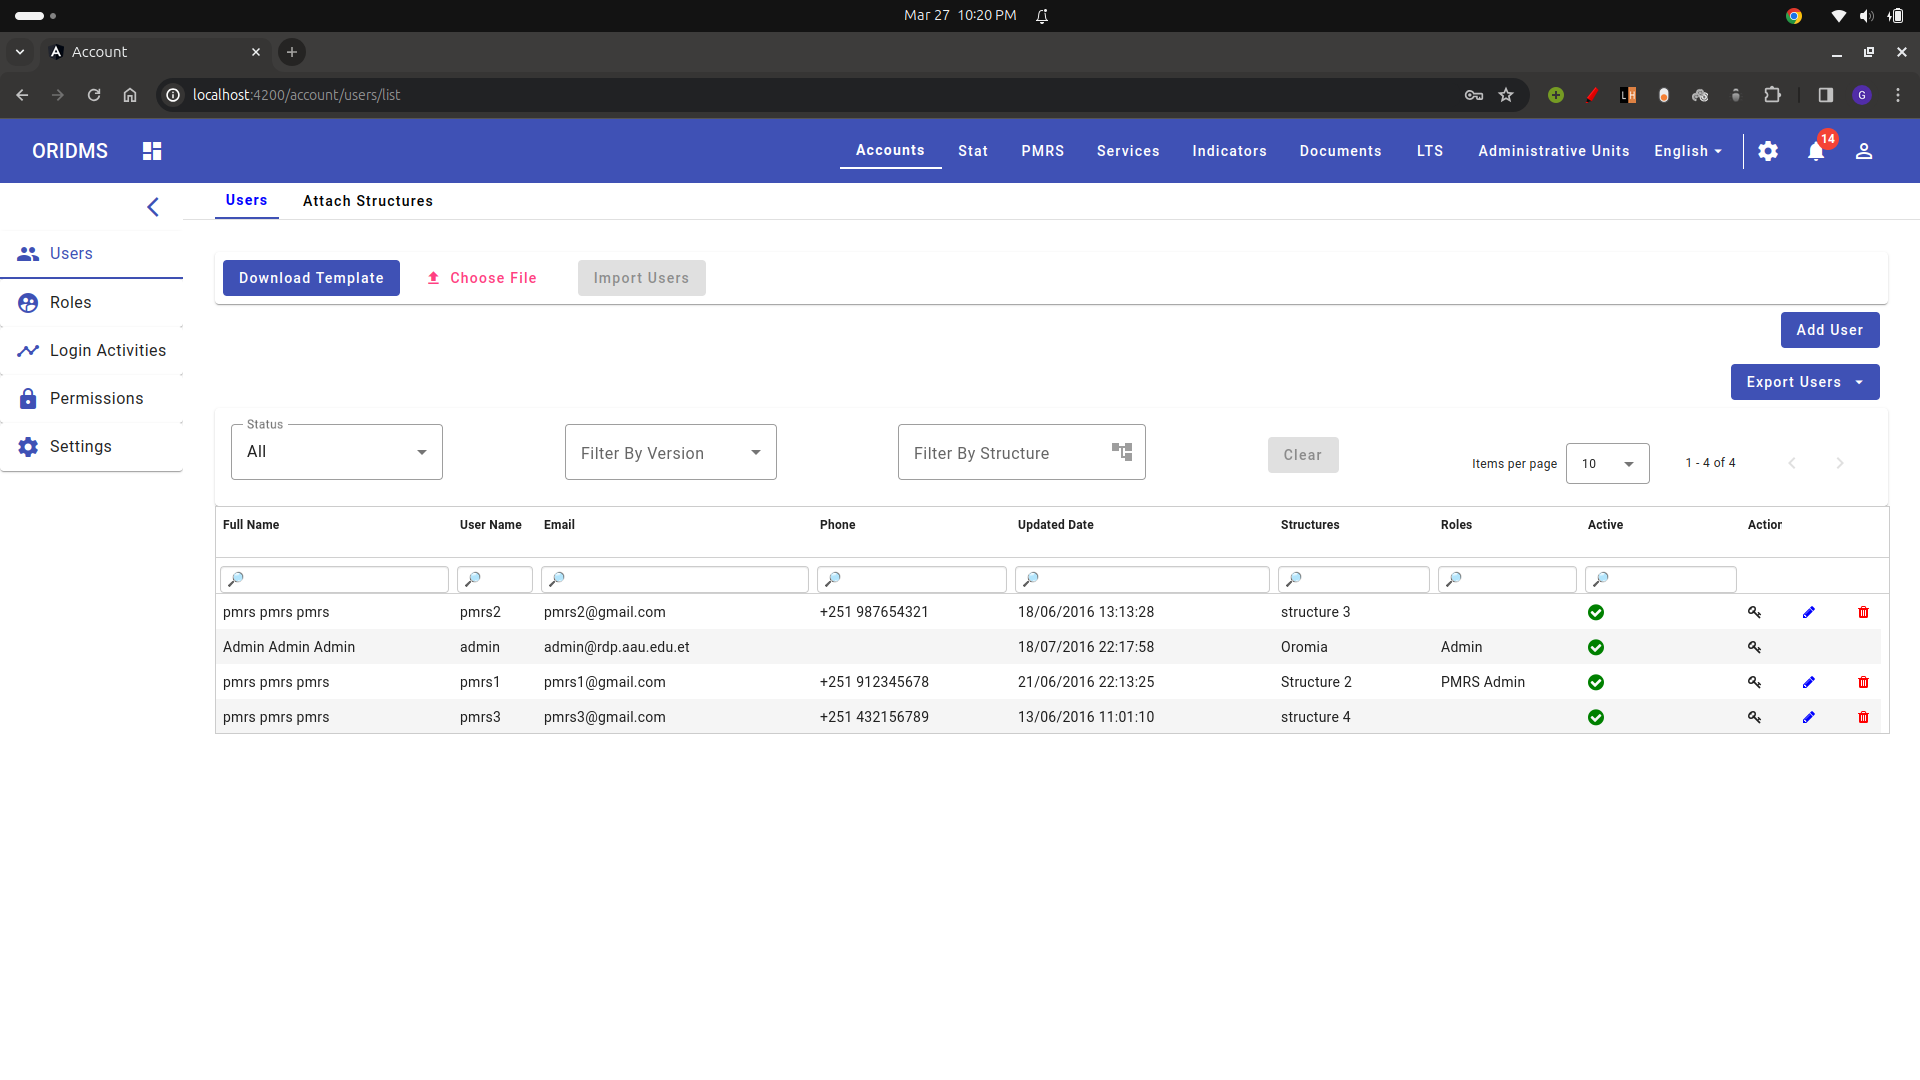 Mar 27 10:20 PM
Account
localhost:4200/account/users/list
G
ORIDMS
Accounts Stat PMRS Services Indicators Documents LTS Administrative Units English 14
Users Attach Structures
Users
Roles
Login Activities
Permissions
Settings
Download Template Choose File Import Users
Add User
Export Users
Status
All Filter By Version Filter By Structure Clear Items per page 10 1 - 4 of 4
Full Name User Name Email Phone Updated Date Structures Roles Active Action
pmrs pmrs pmrs pmrs2 pmrs2@gmail.com +251 987654321 18/06/2016 13:13:28 structure 3
Admin Admin Admin admin admin@rdp.aau.edu.et 18/07/2016 22:17:58 Oromia Admin
pmrs pmrs pmrs pmrs1 pmrs1@gmail.com +251 912345678 21/06/2016 22:13:25 Structure 2 PMRS Admin
pmrs pmrs pmrs pmrs3 pmrs3@gmail.com +251 432156789 13/06/2016 11:01:10 structure 4